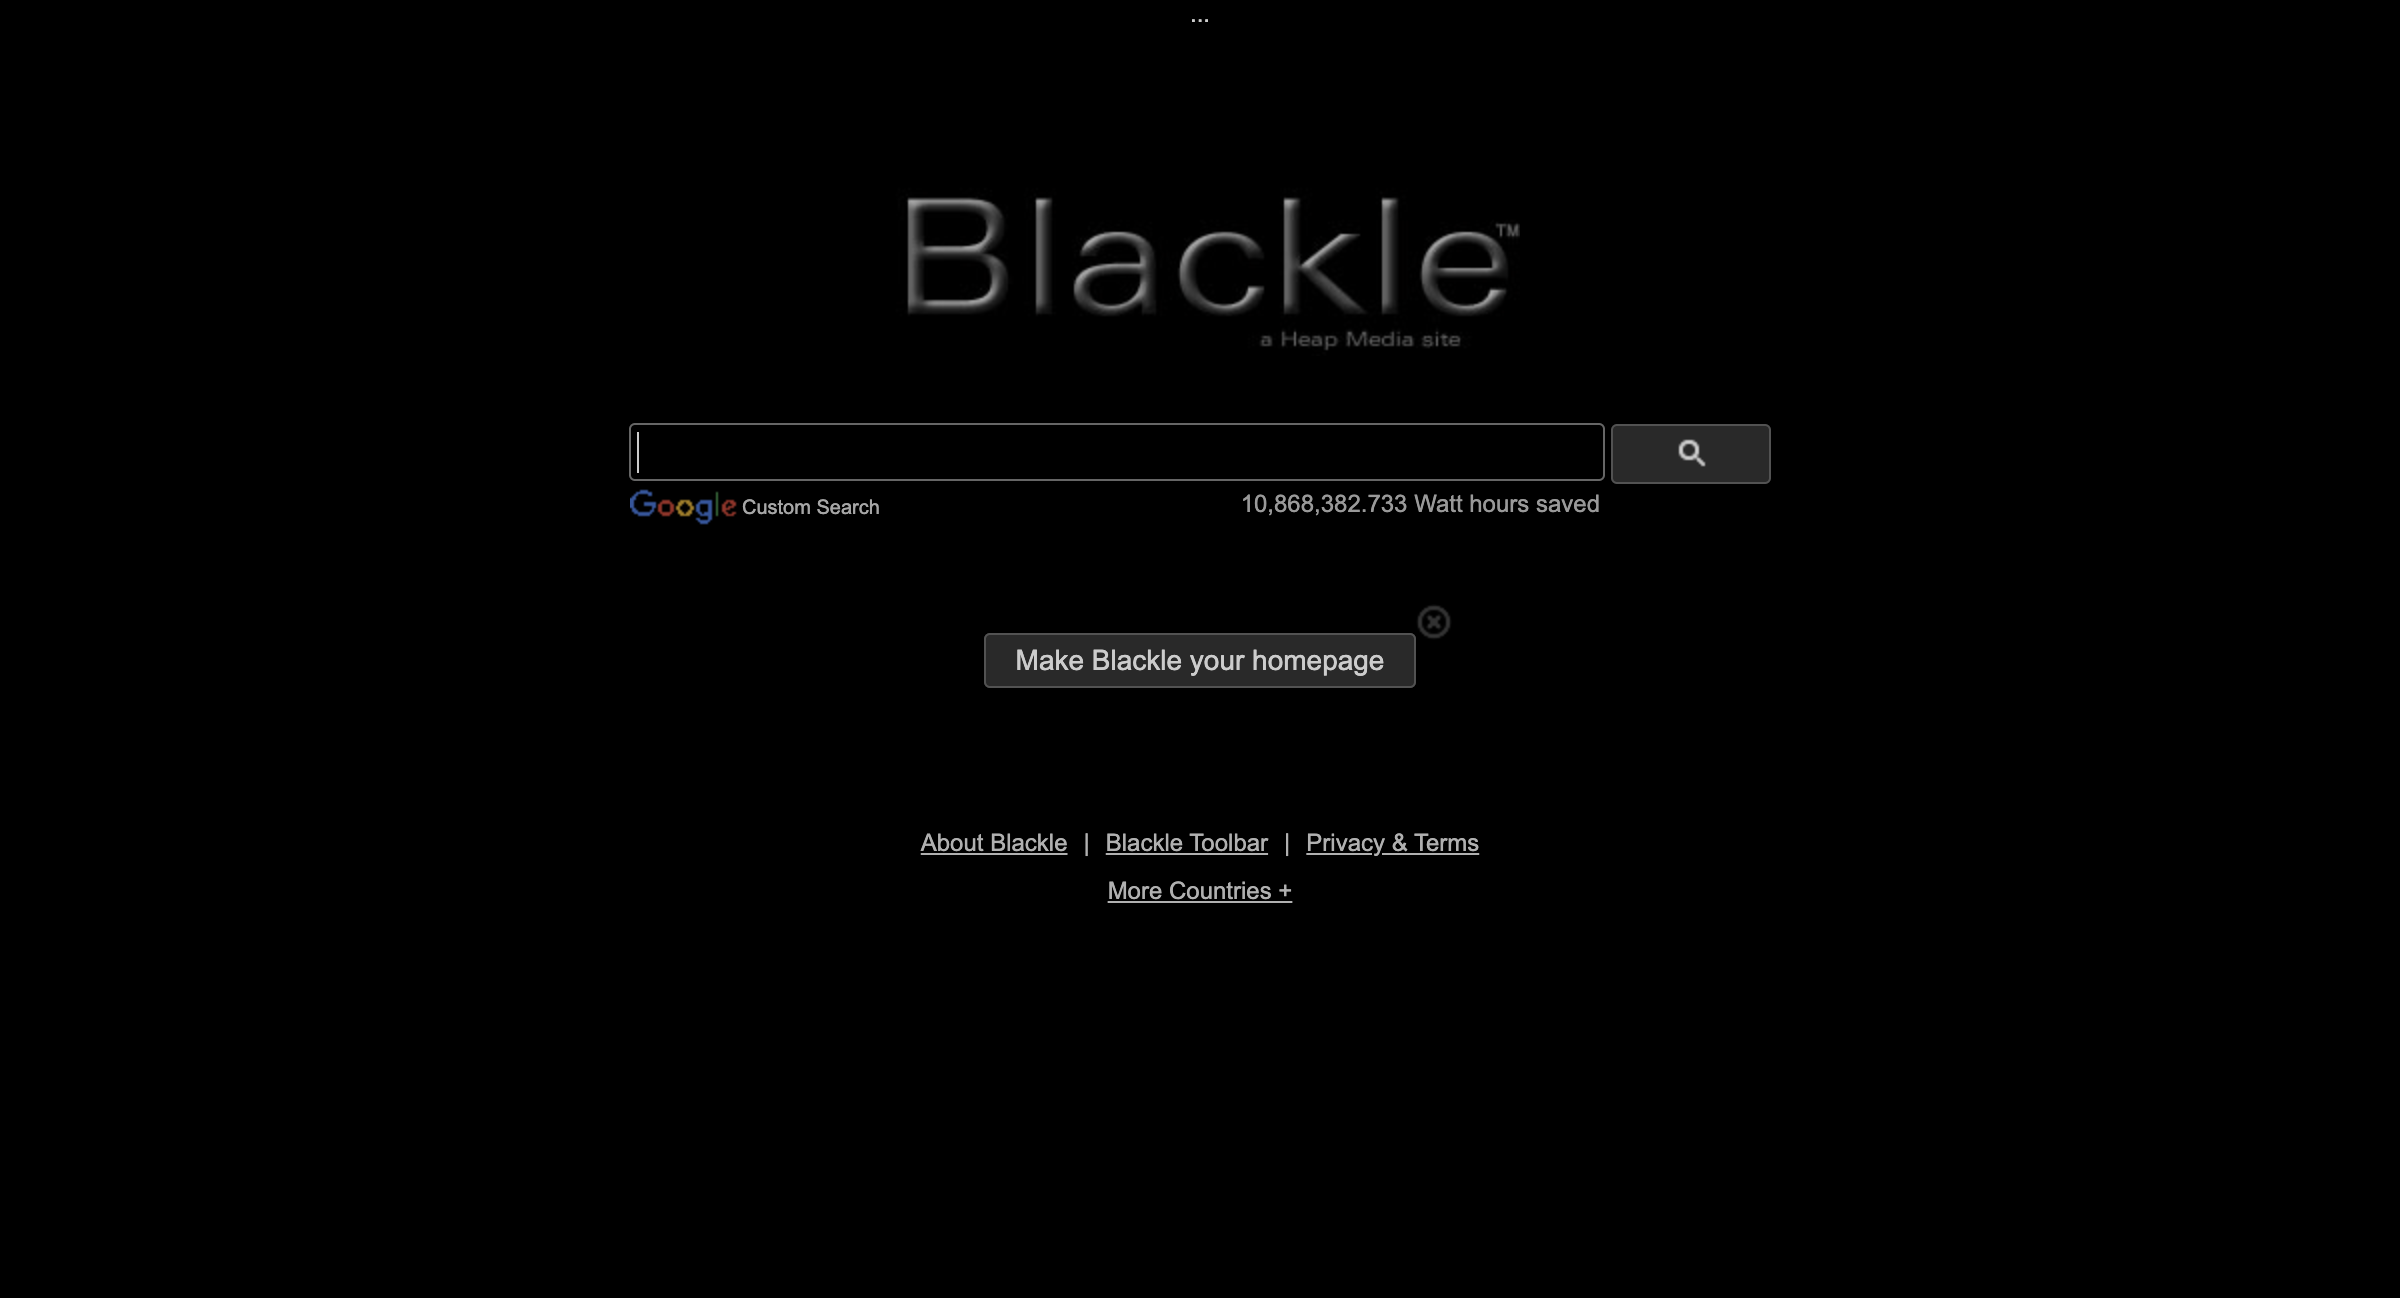 ...
Blackle™
a Heap Media site
Google Custom Search
10,868,382.733 Watt hours saved
Make Blackle your homepage
About Blackle | Blackle Toolbar | Privacy & Terms
More Countries +